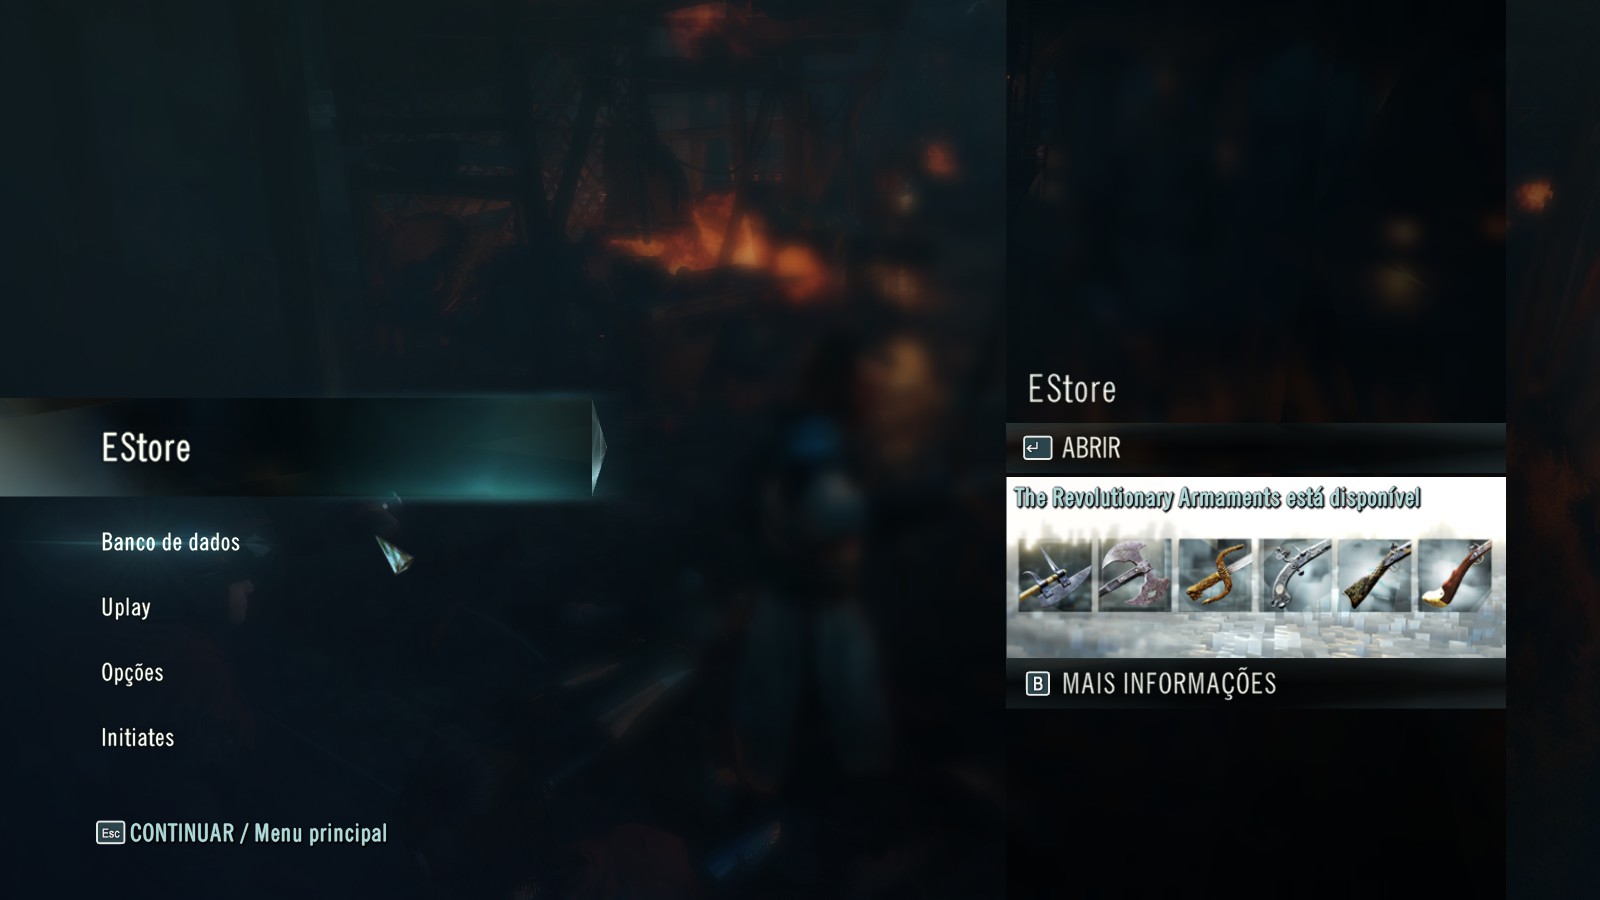 EStore
Banco de dados
Uplay
Opções
Initiates
Esc CONTINUAR / Menu principal
EStore
ABRIR
The Revolutionary Armaments está disponível
B MAIS INFORMAÇÕES